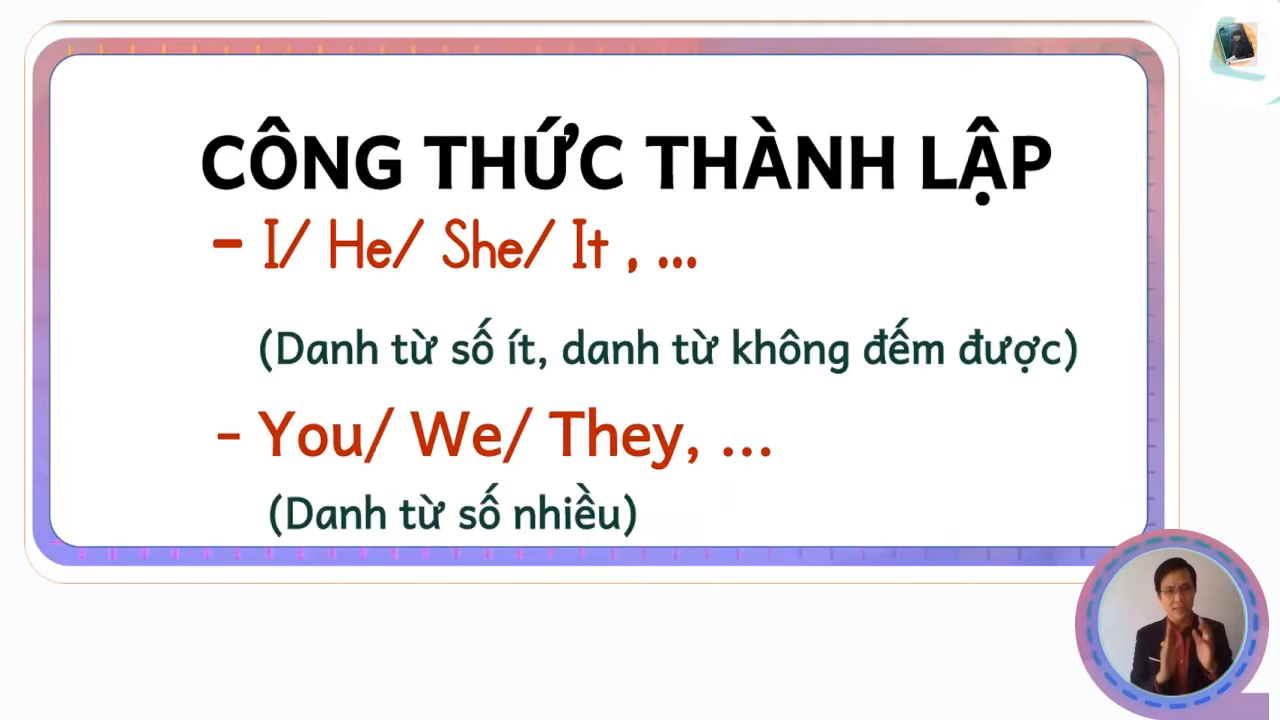 CÔNG THỨC THÀNH LẬP
- I/ He/ She/ It , ...
(Danh từ số ít, danh từ không đếm được)
- You/ We/ They, ...
(Danh từ số nhiều)